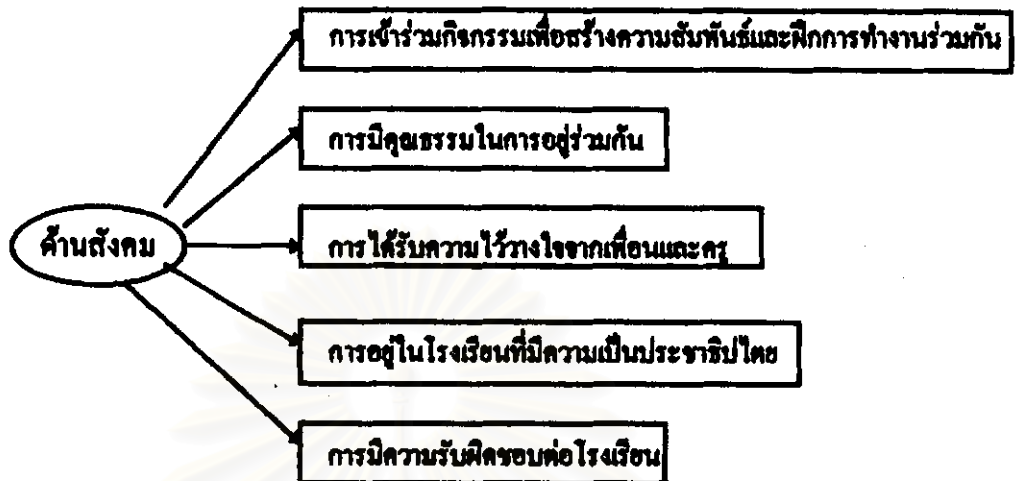 การเข้าร่วมกิจกรรมเพื่อสร้างความสัมพันธ์และฝึกการทำงานร่วมกัน
การมีคุณธรรมในการอยู่ร่วมกัน
ด้านสังคม
การได้รับความไว้วางใจจากเพื่อนและครู
การอยู่ในโรงเรียนที่มีความเป็นประชาธิปไตย
การมีความรับผิดชอบต่อโรงเรียน